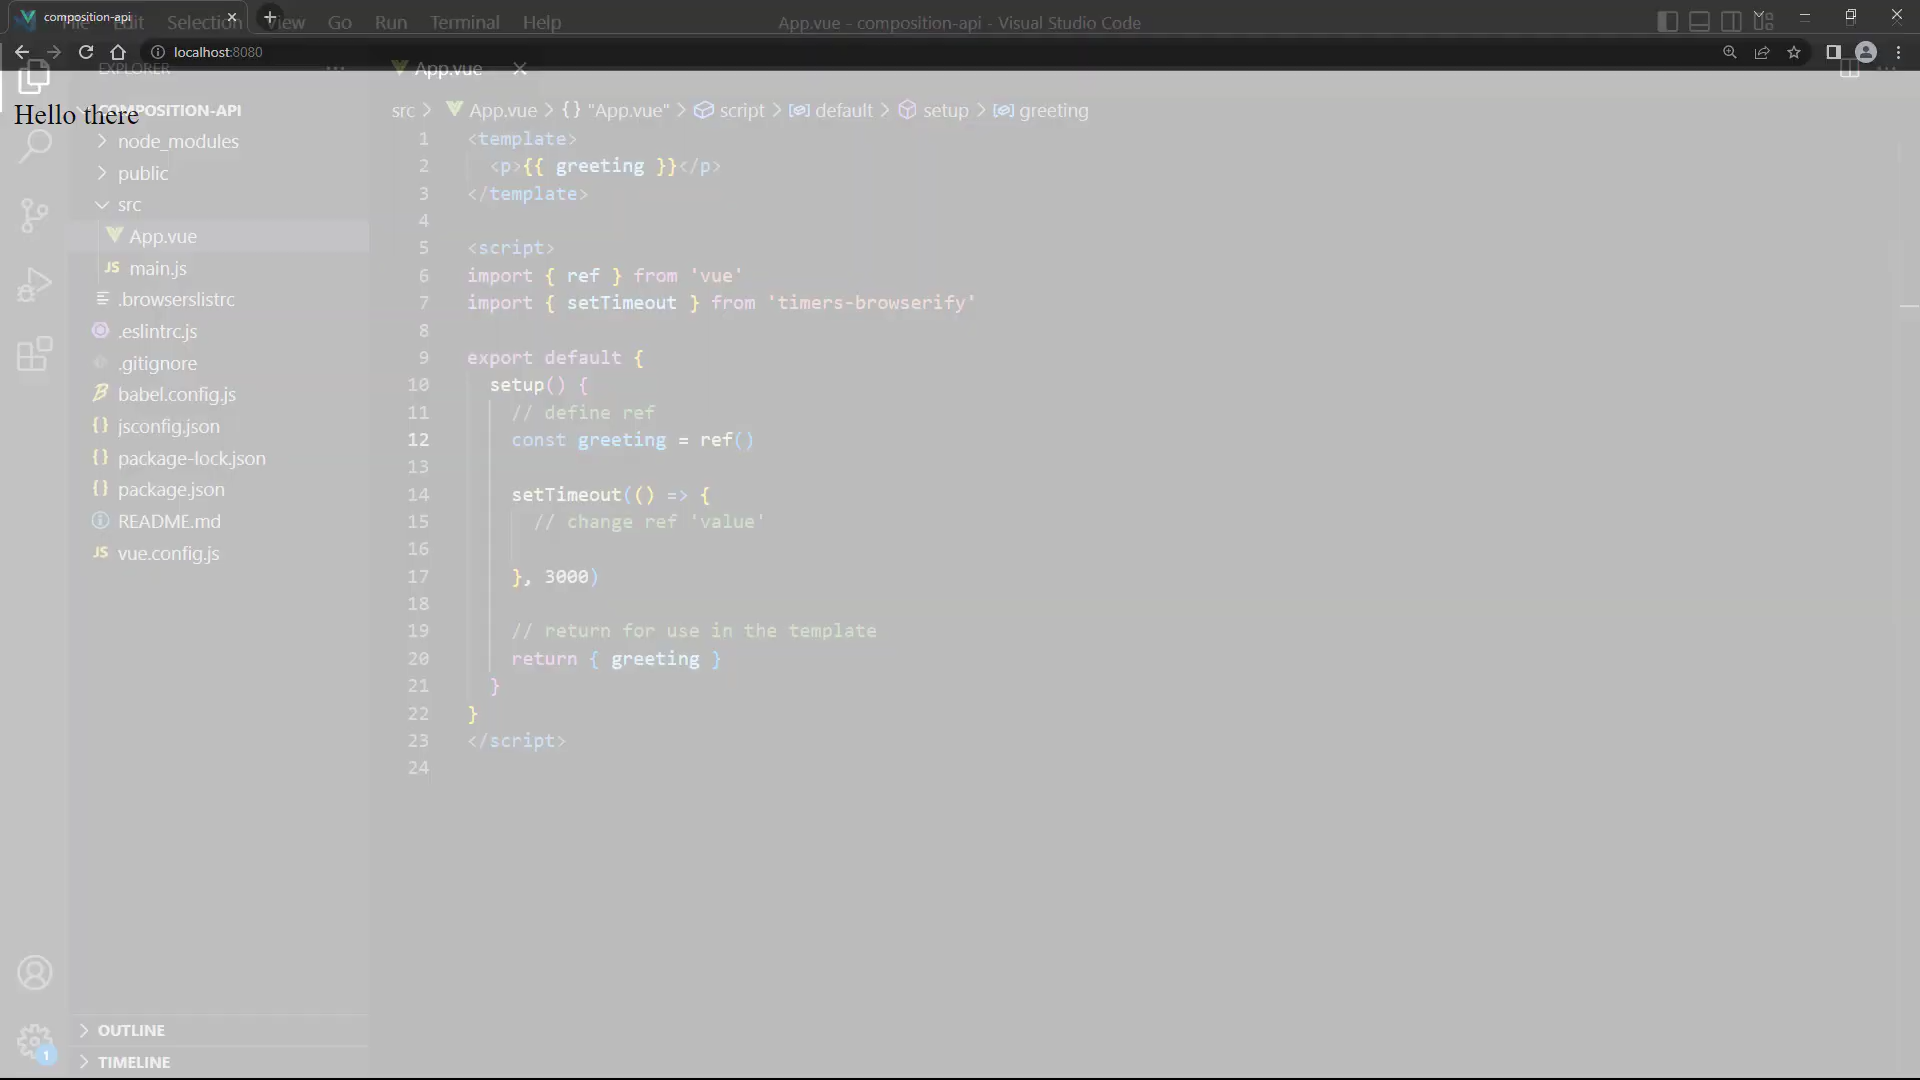 composition-api
File Edit Selection View Go Run Terminal Help
App.vue - composition-api - Visual Studio Code
localhost:8080
EXPLORER
App.vue
Hello there
COMPOSITION-API
node_modules
public
src
App.vue
main.js
.browserslistrc
.eslintrc.js
.gitignore
babel.config.js
jsconfig.json
package-lock.json
package.json
README.md
vue.config.js
OUTLINE
TIMELINE
1
src > App.vue > {} "App.vue" > script > default > setup > greeting
1 <template>
2 <p>{{ greeting }}</p>
3 </template>
4
5 <script>
6 import { ref } from 'vue'
7 import { setTimeout } from 'timers-browserify'
8
9 export default {
10 setup() {
11 // define ref
12 const greeting = ref()
13
14 setTimeout(() => {
15 // change ref 'value'
16
17 }, 3000)
18
19 // return for use in the template
20 return { greeting }
21 }
22 }
23 </script>
24